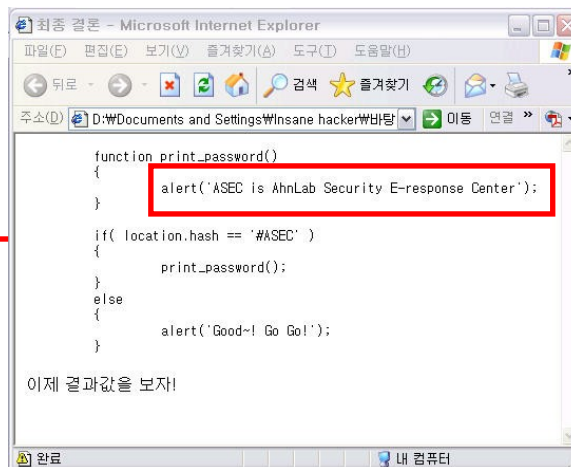 최종 결론 - Microsoft Internet Explorer
파일(F) 편집(E) 보기(V) 즐겨찾기(A) 도구(T) 도움말(H)
뒤로 검색 즐겨찾기
주소(D) D:₩Documents and Settings₩Insane hacker₩바탕 이동 연결 »
function print_password()
{
alert('ASEC is AhnLab Security E-response Center');
}
if( location.hash == '#ASEC' )
{
print_password();
}
else
{
alert('Good~! Go Go!');
}
이제 결과값을 보자!
완료 내 컴퓨터